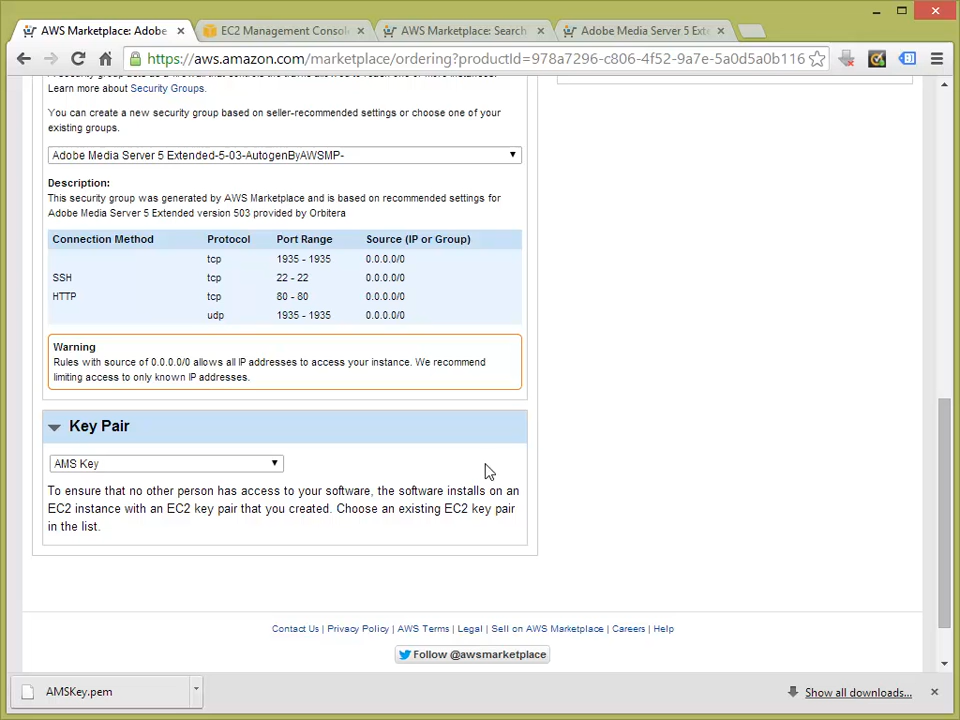 AWS Marketplace: Adobe
EC2 Management Consol
AWS Marketplace: Search
Adobe Media Server 5 Exte
https://aws.amazon.com/marketplace/ordering?productId=978a7296-c806-4f52-9a7e-5a0d5a0b116
Learn more about Security Groups.
You can create a new security group based on seller-recommended settings or choose one of your
existing groups.
Adobe Media Server 5 Extended-5-03-AutogenByAWSMP-
Description:
This security group was generated by AWS Marketplace and is based on recommended settings for
Adobe Media Server 5 Extended version 503 provided by Orbitera
Connection Method Protocol Port Range Source (IP or Group)
tcp 1935 - 1935 0.0.0.0/0
SSH tcp 22 - 22 0.0.0.0/0
HTTP tcp 80 - 80 0.0.0.0/0
udp 1935 - 1935 0.0.0.0/0
Warning
Rules with source of 0.0.0.0/0 allows all IP addresses to access your instance. We recommend
limiting access to only known IP addresses.
Key Pair
AMS Key
To ensure that no other person has access to your software, the software installs on an
EC2 instance with an EC2 key pair that you created. Choose an existing EC2 key pair
in the list.
Contact Us | Privacy Policy | AWS Terms | Legal | Sell on AWS Marketplace | Careers | Help
Follow @awsmarketplace
AMSKey.pem
Show all downloads...